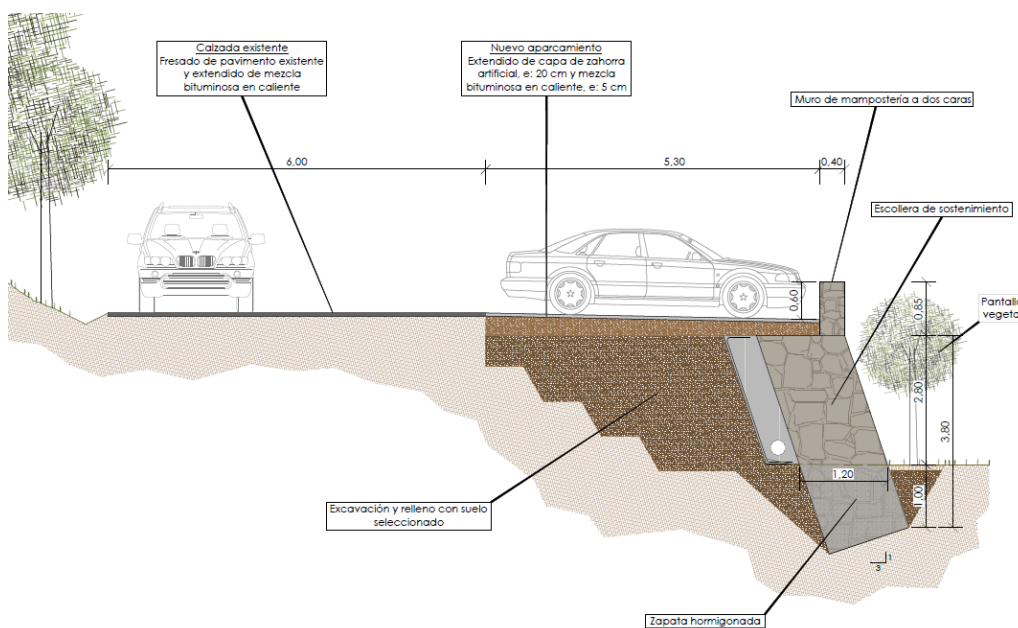 Calzada existente
Fresado de pavimento existente
y extendido de mezcla
bituminosa en caliente
Nuevo aparcamiento
Extendido de capa de zahorra
artificial, e: 20 cm y mezcla
bituminosa en caliente, e: 5 cm
Muro de mampostería a dos caras
6,00
5,30
0,40
Escollera de sostenimiento
0,60
0,85
Pantalla
vegeta
2,80
3,80
1,20
1,00
Excavación y relleno con suelo
seleccionado
1
3
Zapata hormigonada